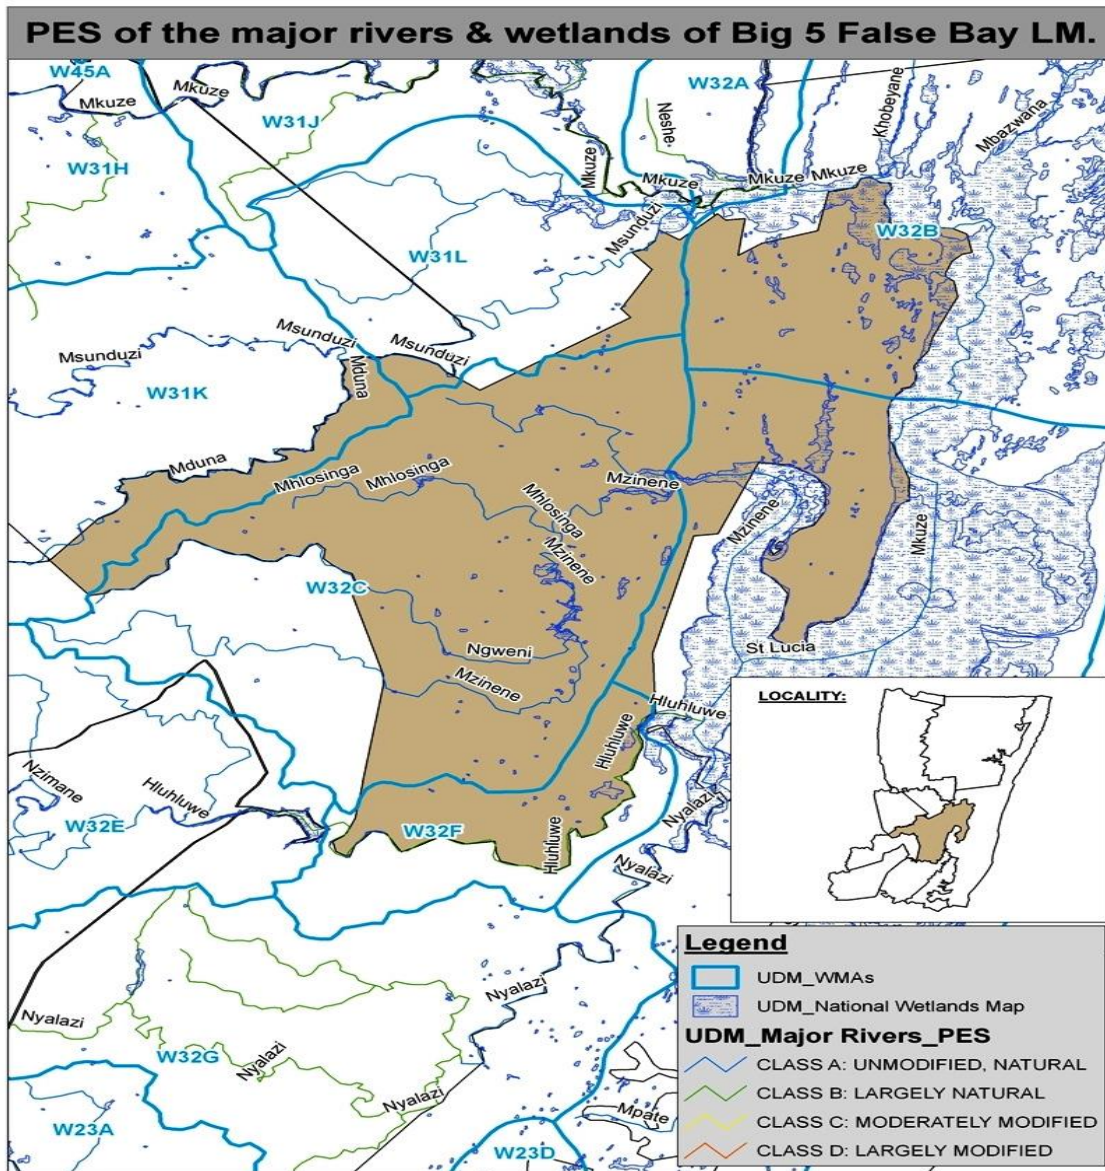 PES of the major rivers & wetlands of Big 5 False Bay LM.
W45A
Mkuze
Mkuze
W31J
W31H
Mkuze
Neshe
W32A
Khobeyane
Mbazwana
Mkuze
Mkuze
Mkuze
Msunduzi
W31L
W32B
Msunduzi
Msunduzi
Msunduzi
Mduna
W31K
Mduna
Mhlosinga
Mhlosinga
Mzinene
Mhlosinga
Mzinene
Mzinene
Mkuze
W32C
Ngweni
Mzinene
St Lucia
Hluhluwe
Hluhluwe
Nzimane
Hluhluwe
W32E
W32F
Hluhluwe
Nyalazi
Nyalazi
Nyalazi
Nyalazi
Nyalazi
W32G
Nyalazi
W23A
W23D
Mpate
LOCALITY:
Legend
UDM_WMAs
UDM_National Wetlands Map
UDM_Major Rivers_PES
CLASS A: UNMODIFIED, NATURAL
CLASS B: LARGELY NATURAL
CLASS C: MODERATELY MODIFIED
CLASS D: LARGELY MODIFIED